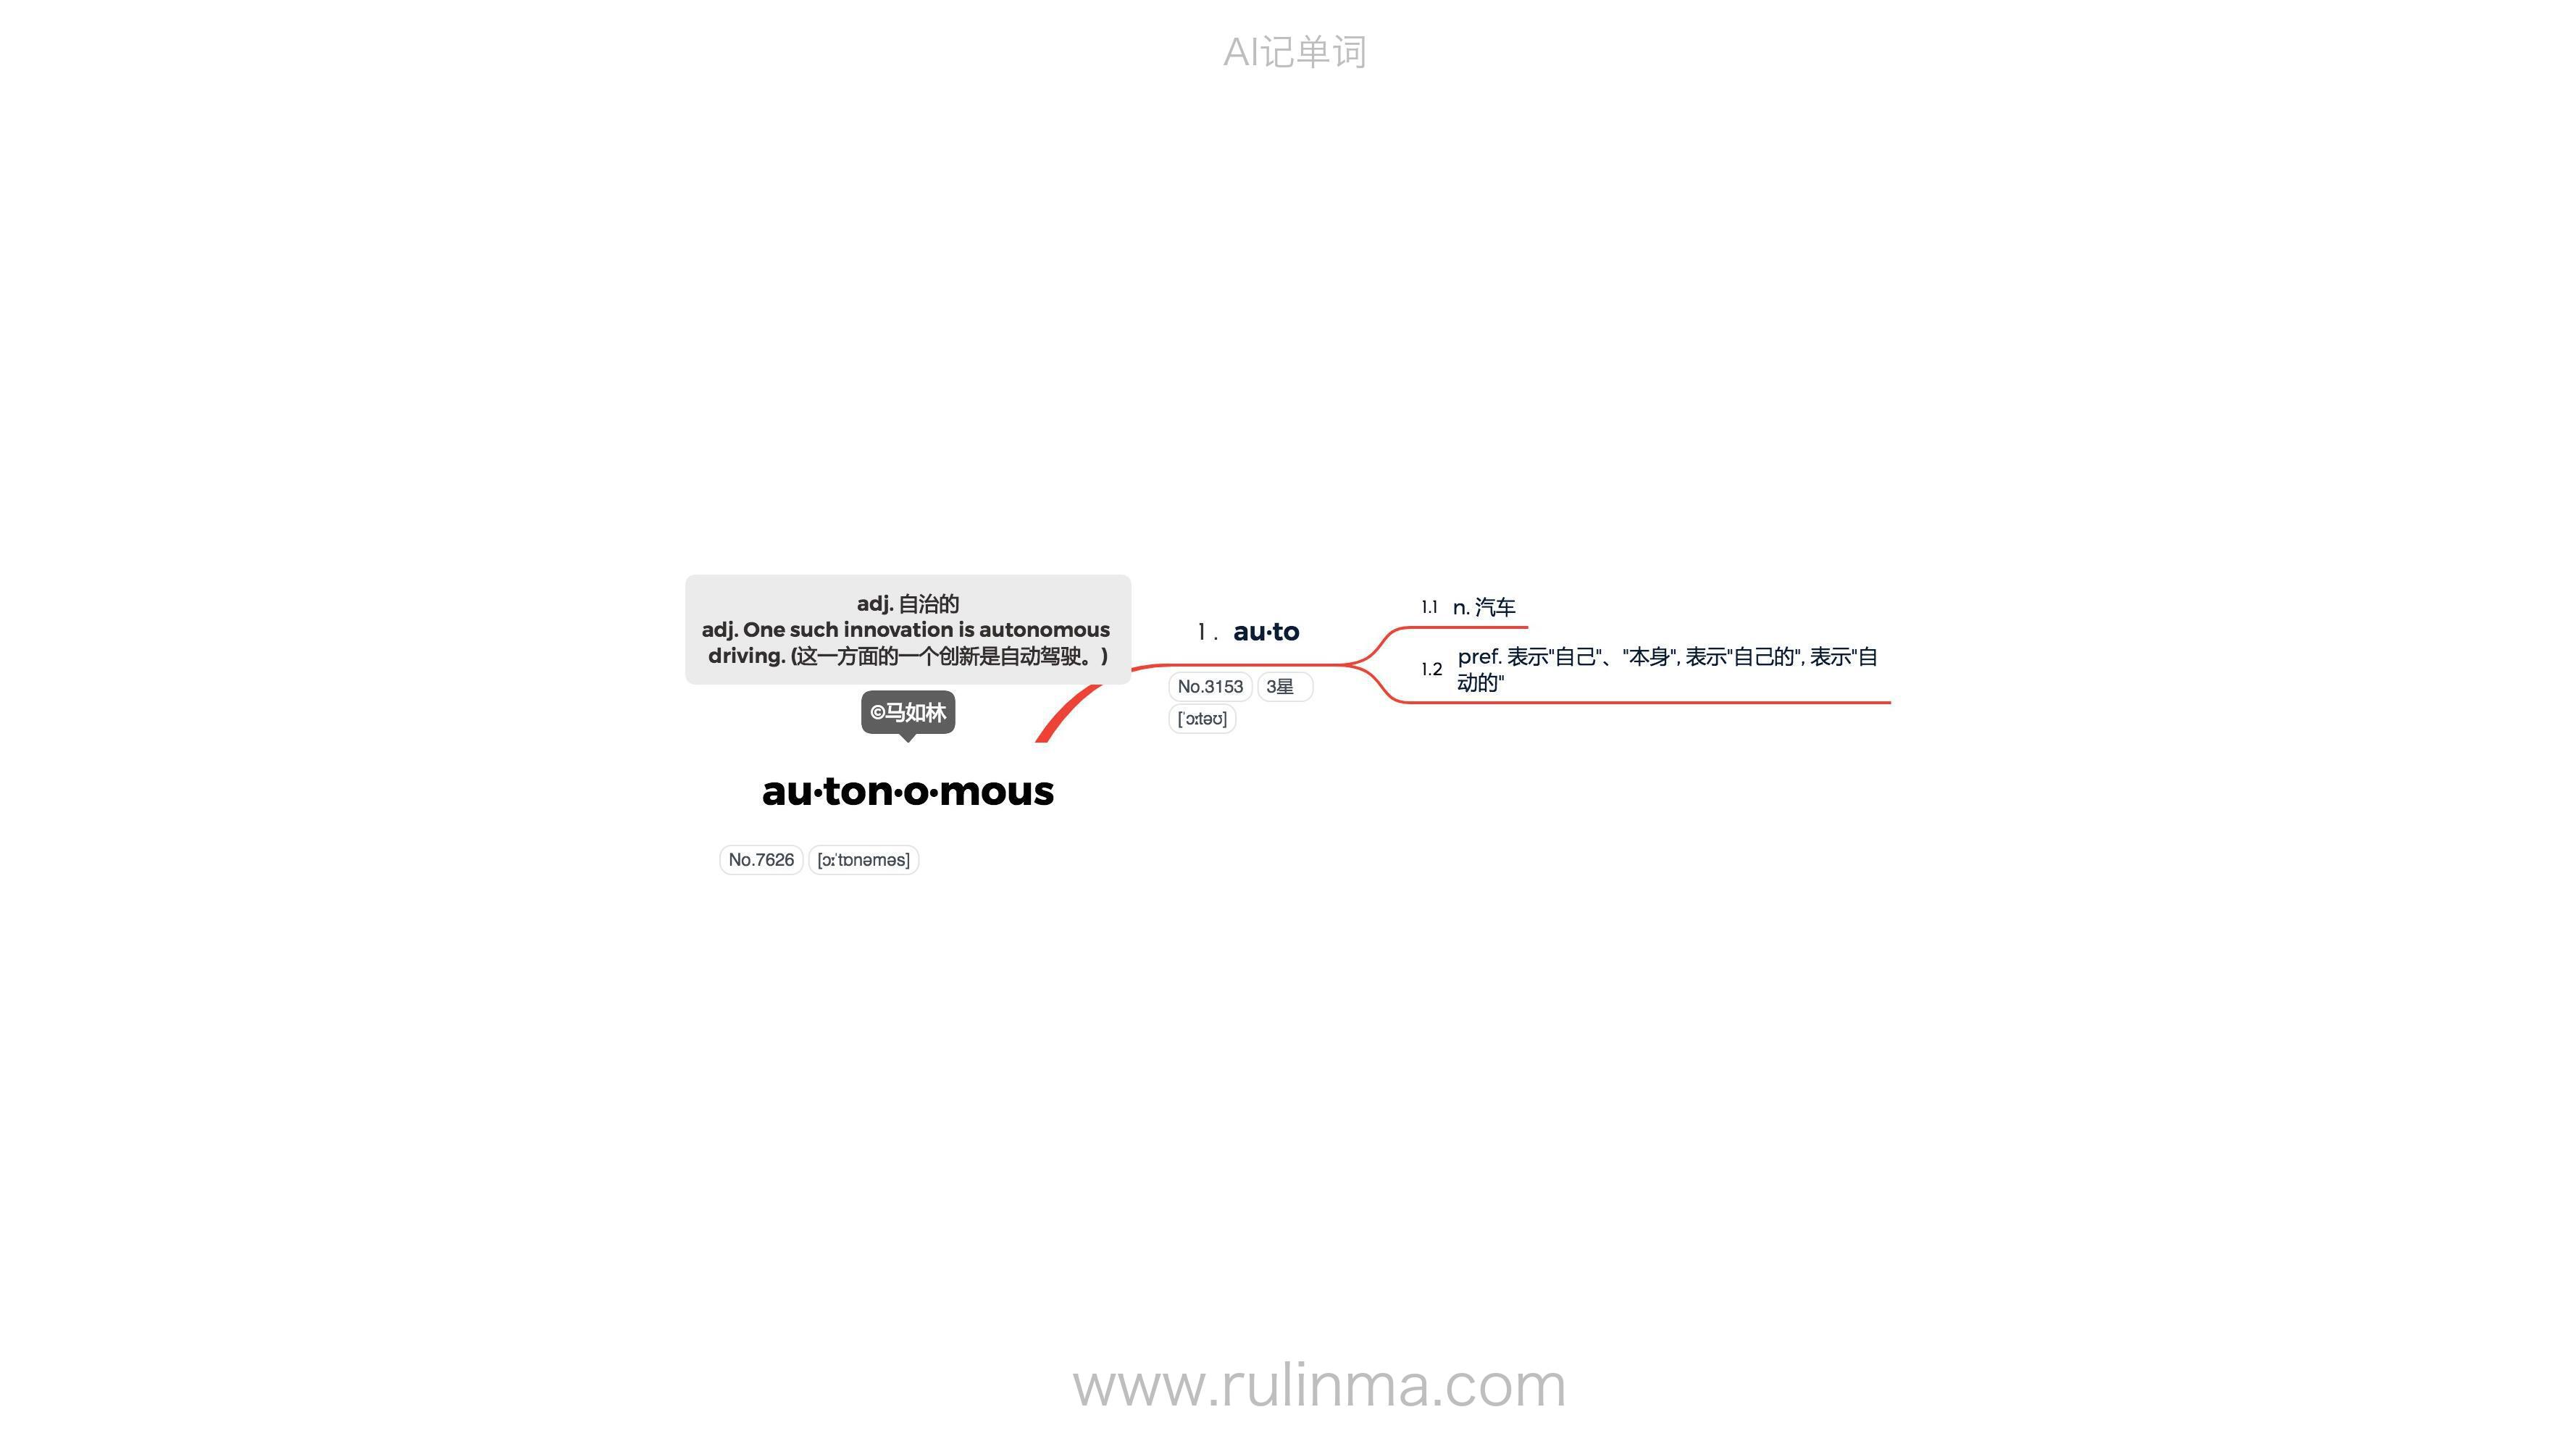 AI记单词
adj. 自治的
adj. One such innovation is autonomous
driving. (这一方面的一个创新是自动驾驶。)
©马如林
au·ton·o·mous
No.7626 [ɔːˈtɒnəməs]
1. au·to
No.3153 3星
[ˈɔːtəʊ]
1.1 n. 汽车
1.2 pref. 表示"自己"、"本身", 表示"自己的", 表示"自
动的"
www.rulinma.com